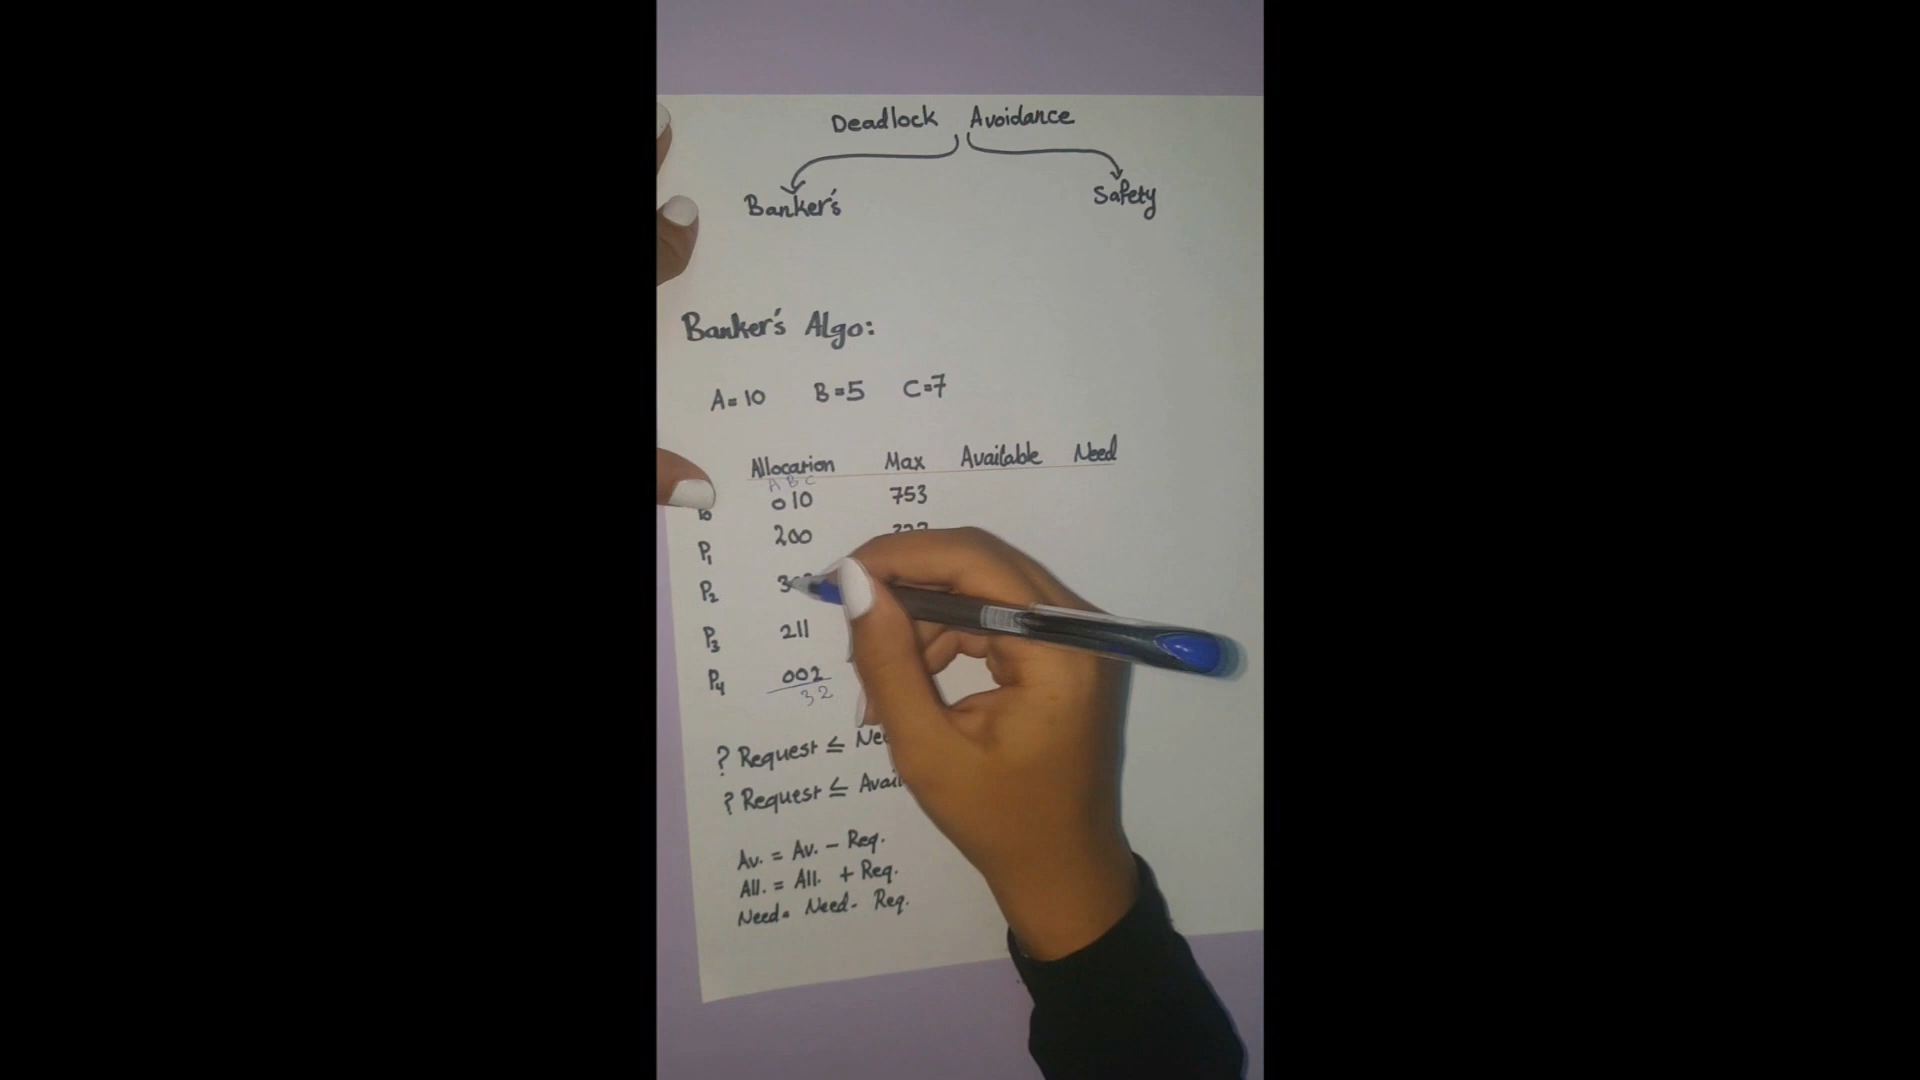 Deadlock Avoidance
Banker's Safety
Banker's Algo:
A=10 B=5 C=7
Allocation Max Available Need
A B C
010 753
P1 200
P2
P3 211
P4 002
32
? Request ≤
? Request ≤
Av. = Av. - Req.
All. = All. + Req.
Need= Need- Req.